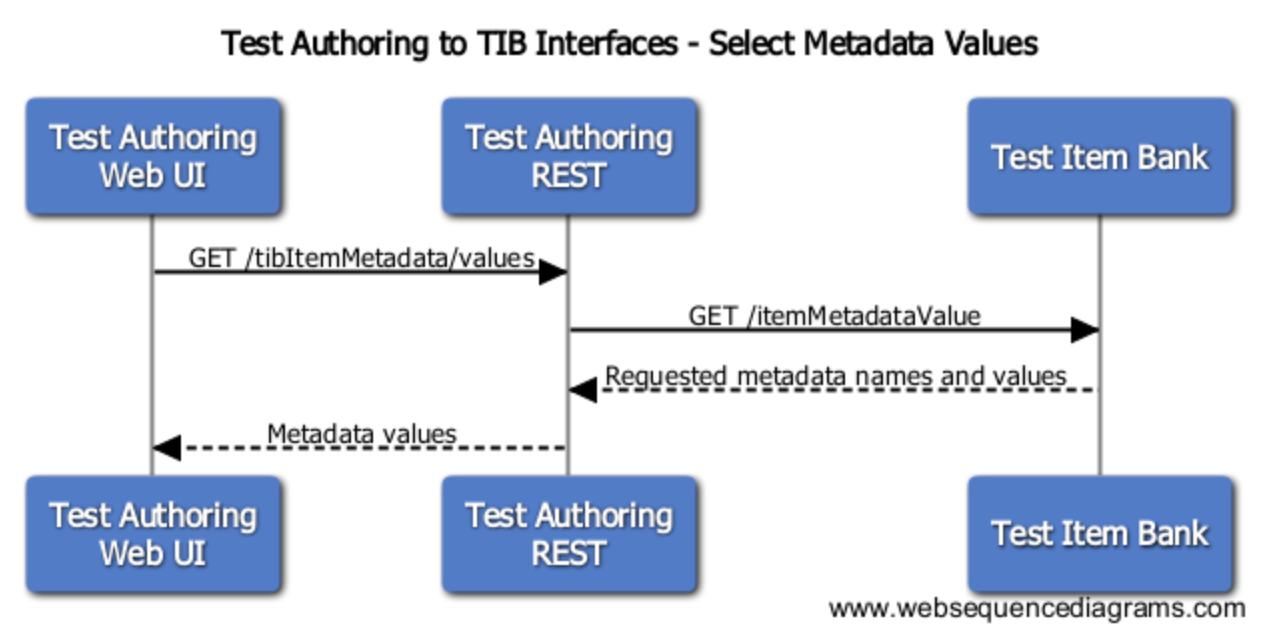 Test Authoring to TIB Interfaces - Select Metadata Values
Test Authoring
Web UI
Test Authoring
REST
Test Item Bank
GET /tibItemMetadata/values
GET /itemMetadataValue
Requested metadata names and values
Metadata values
Test Authoring
Web UI
Test Authoring
REST
Test Item Bank
www.websequencediagrams.com